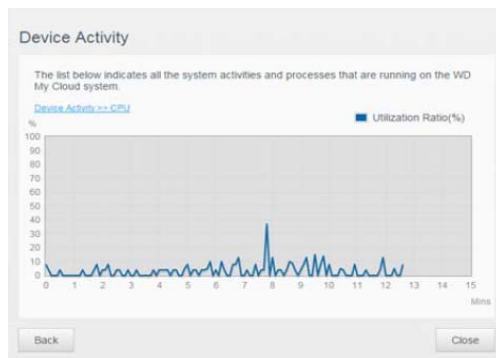 Device Activity
The list below indicates all the system activities and processes that are running on the WD
My Cloud system.
Device Activity >> CPU
Utilization Ratio(%)
%
100
90
80
70
60
50
40
30
20
10
0
0 1 2 3 4 5 6 7 8 9 10 11 12 13 14 15
Mins
Back Close